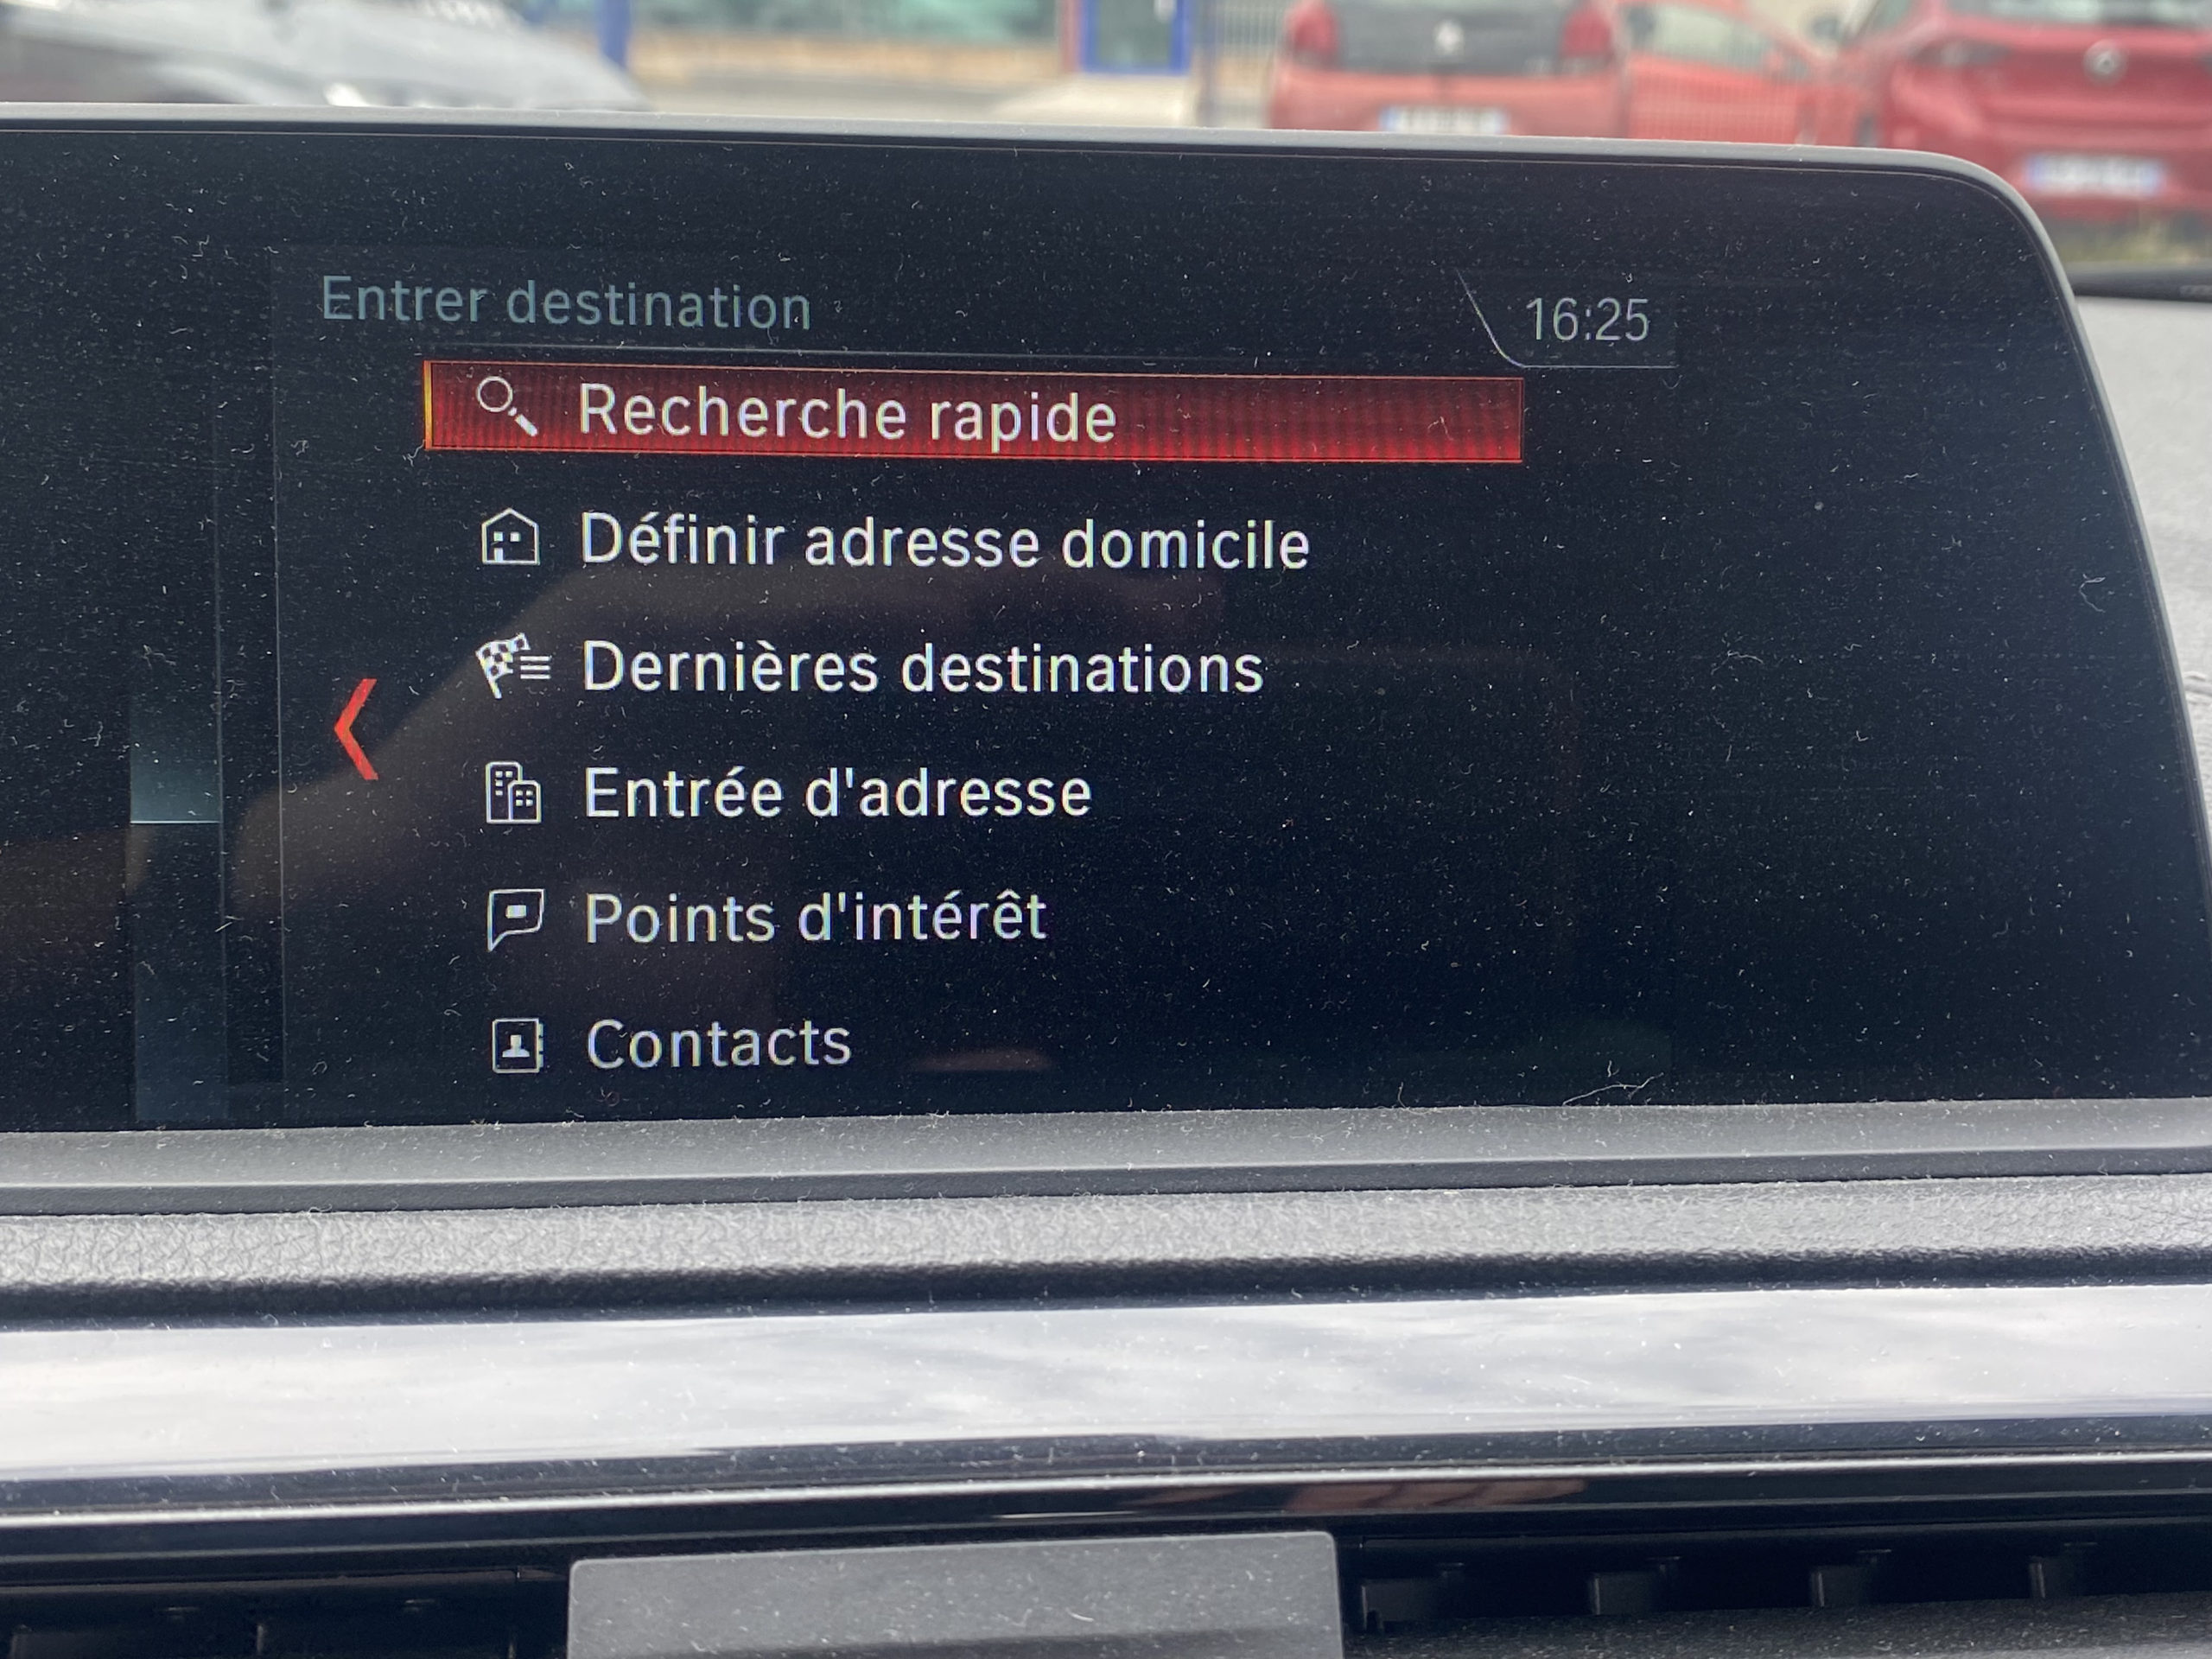 Entrer destination
16:25
Recherche rapide
Définir adresse domicile
Dernières destinations
Entrée d'adresse
Points d'intérêt
Contacts